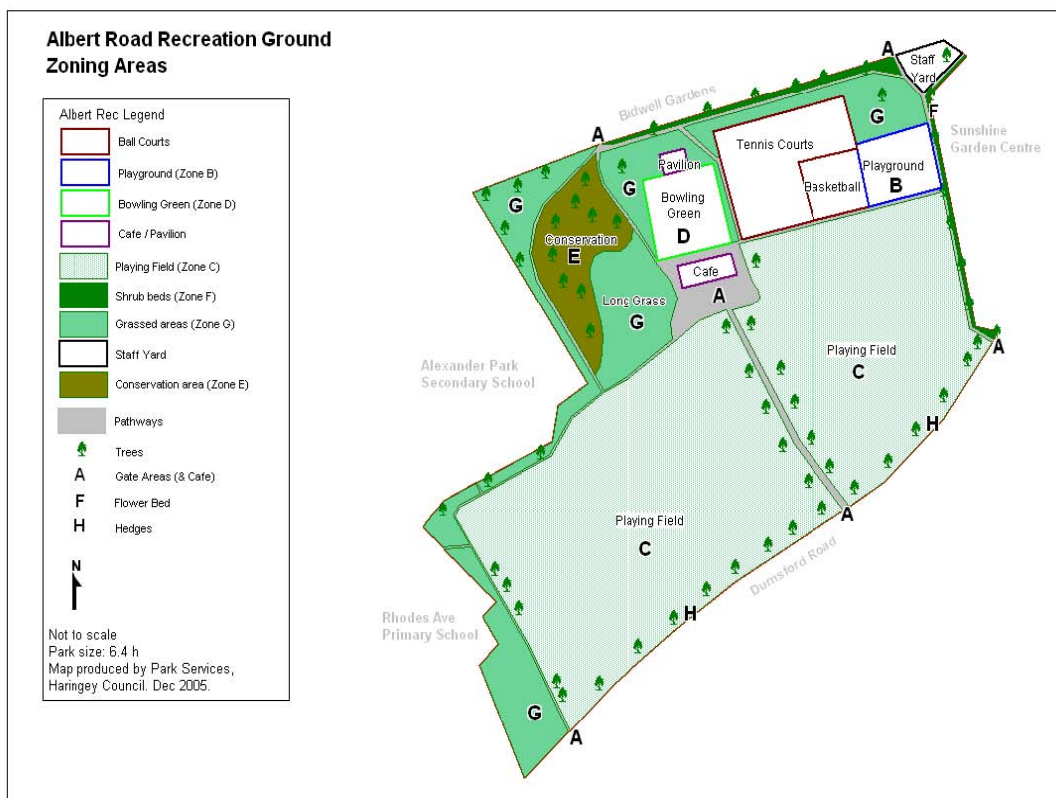 Albert Road Recreation Ground
Zoning Areas
Albert Rec Legend
Ball Courts
Playground (Zone B)
Bowling Green (Zone D)
Cafe / Pavilion
Playing Field (Zone C)
Shrub beds (Zone F)
Grassed areas (Zone G)
Staff Yard
Conservation area (Zone E)
Pathways
Trees
A
Gate Areas (& Cafe)
F
Flower Bed
H
Hedges
N
Not to scale
Park size: 6.4 h
Map produced by Park Services,
Haringey Council. Dec 2005.
A
Staff
Yard
Bidwell Gardens
G
F
A
Tennis Courts
Sunshine
Garden Centre
Pavilion
G
Basketball
Playground
B
G
Bowling
Green
D
Conservation
E
Cafe
A
Long Grass
G
Alexander Park
Secondary School
Playing Field
C
A
H
Playing Field
C
A
Durnsford Road
H
Rhodes Ave
Primary School
G
A